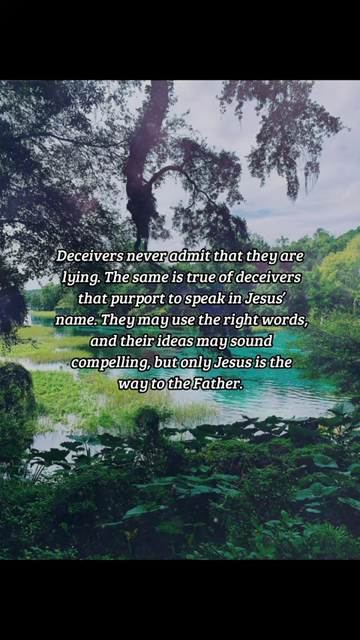 Deceivers never admit that they are
lying. The same is true of deceivers
that purport to speak in Jesus'
name. They may use the right words,
and their ideas may sound
compelling, but only Jesus is the
way to the Father.